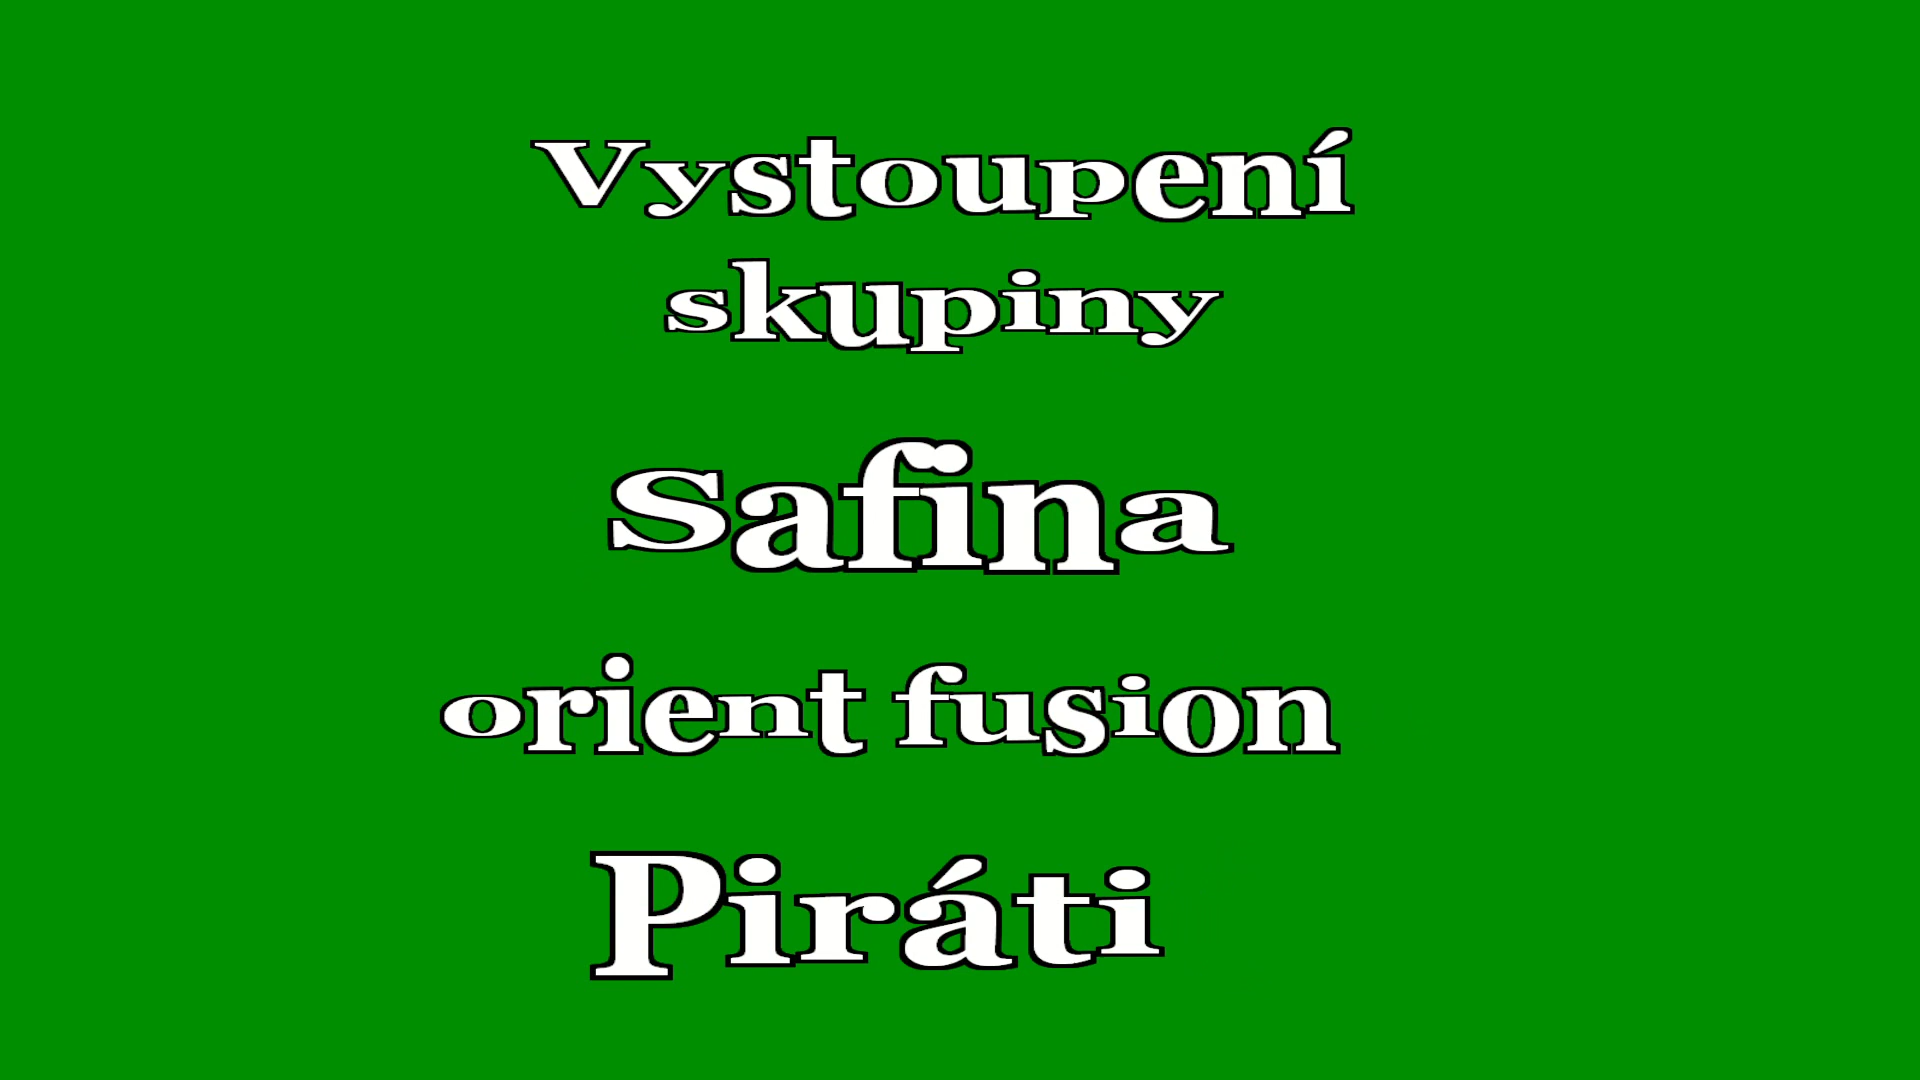 Vystoupení
skupiny
Safina
orient fusion
Piráti